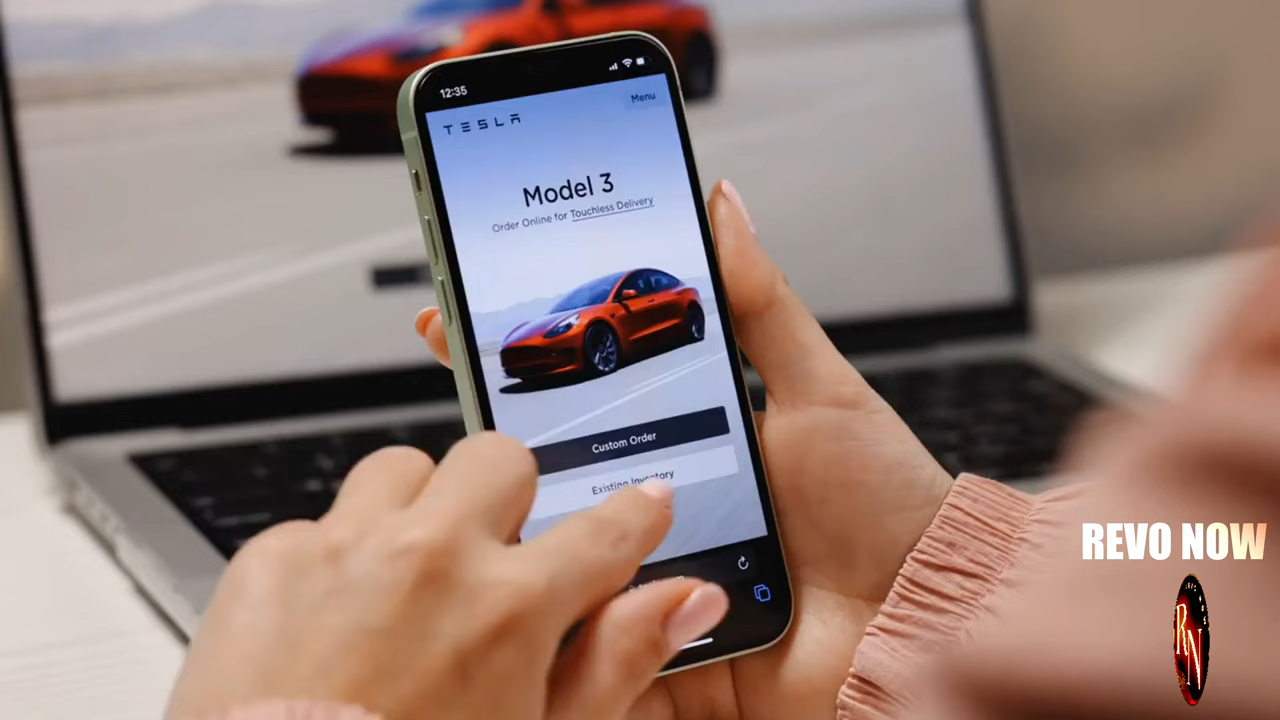 12:35
Menu
TESLA
Model 3
Order Online for Touchless Delivery
Custom Order
Existing Inventory
REVO NOW
RN